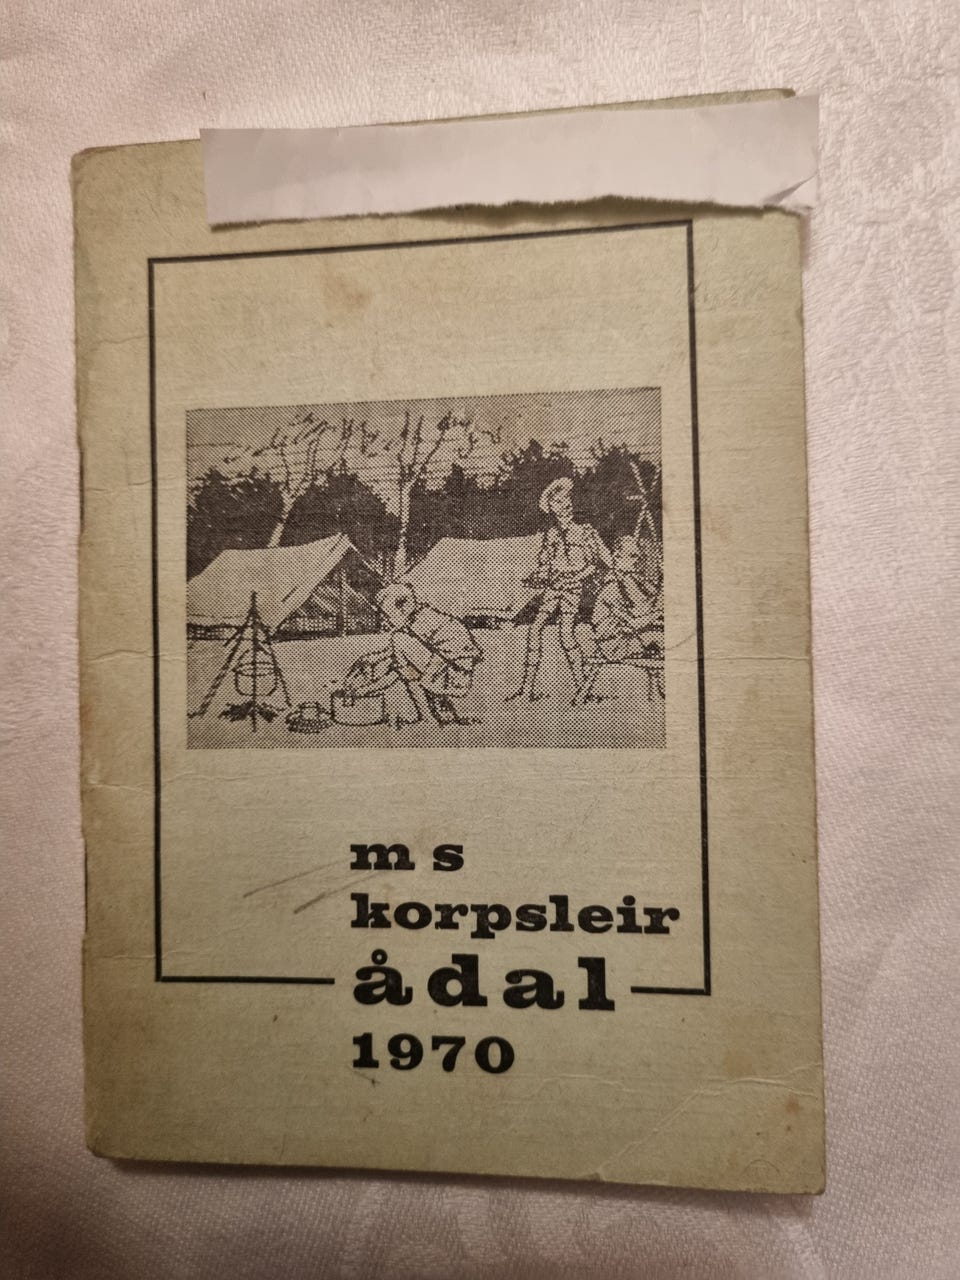 m s
korpsleir
ådal
1970